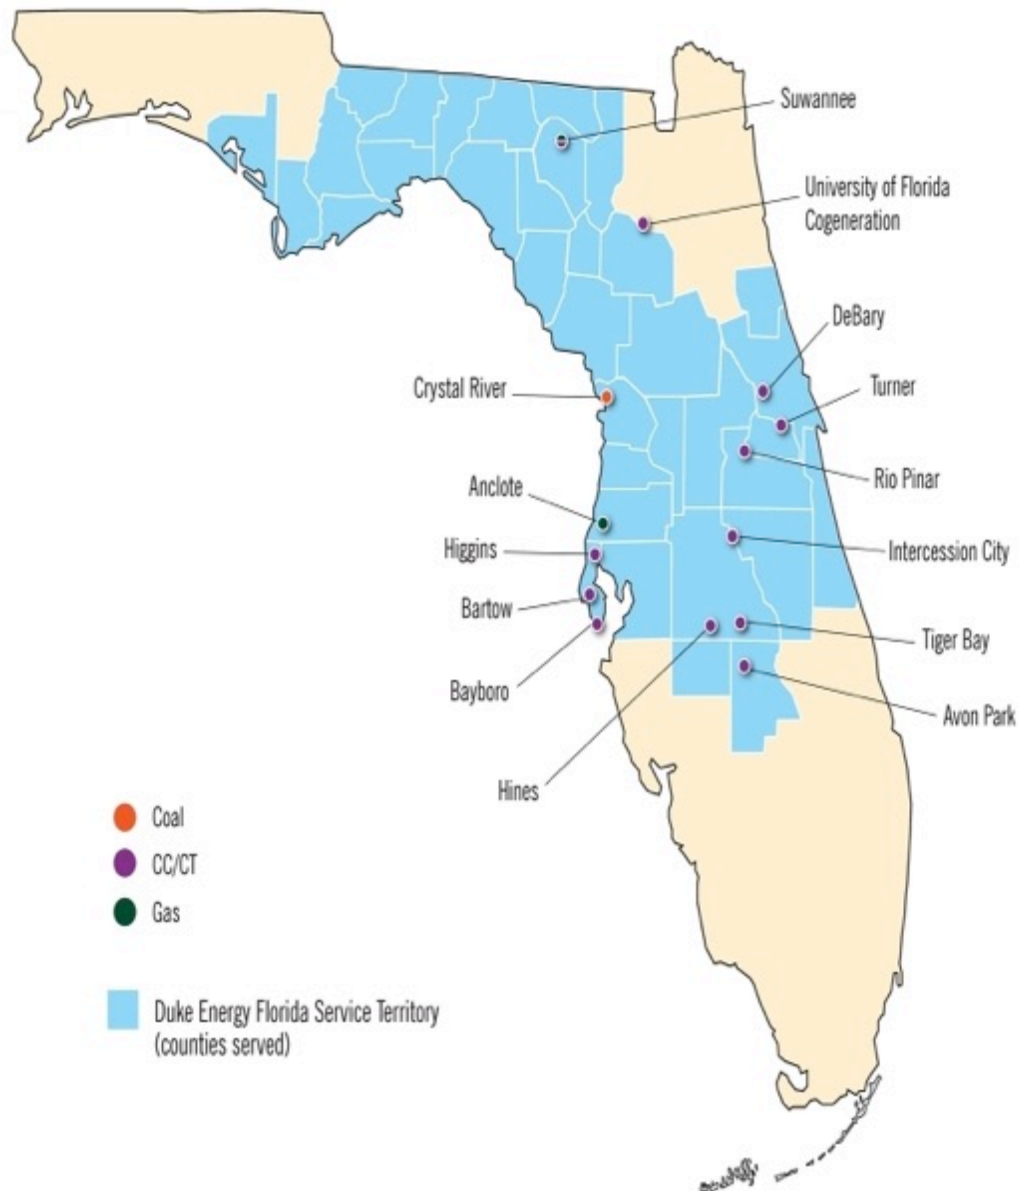 Suwannee
University of Florida
Cogeneration
DeBary
Crystal River
Turner
Rio Pinar
Anclote
Higgins
Intercession City
Bartow
Tiger Bay
Bayboro
Avon Park
Hines
Coal
CC/CT
Gas
Duke Energy Florida Service Territory
(counties served)